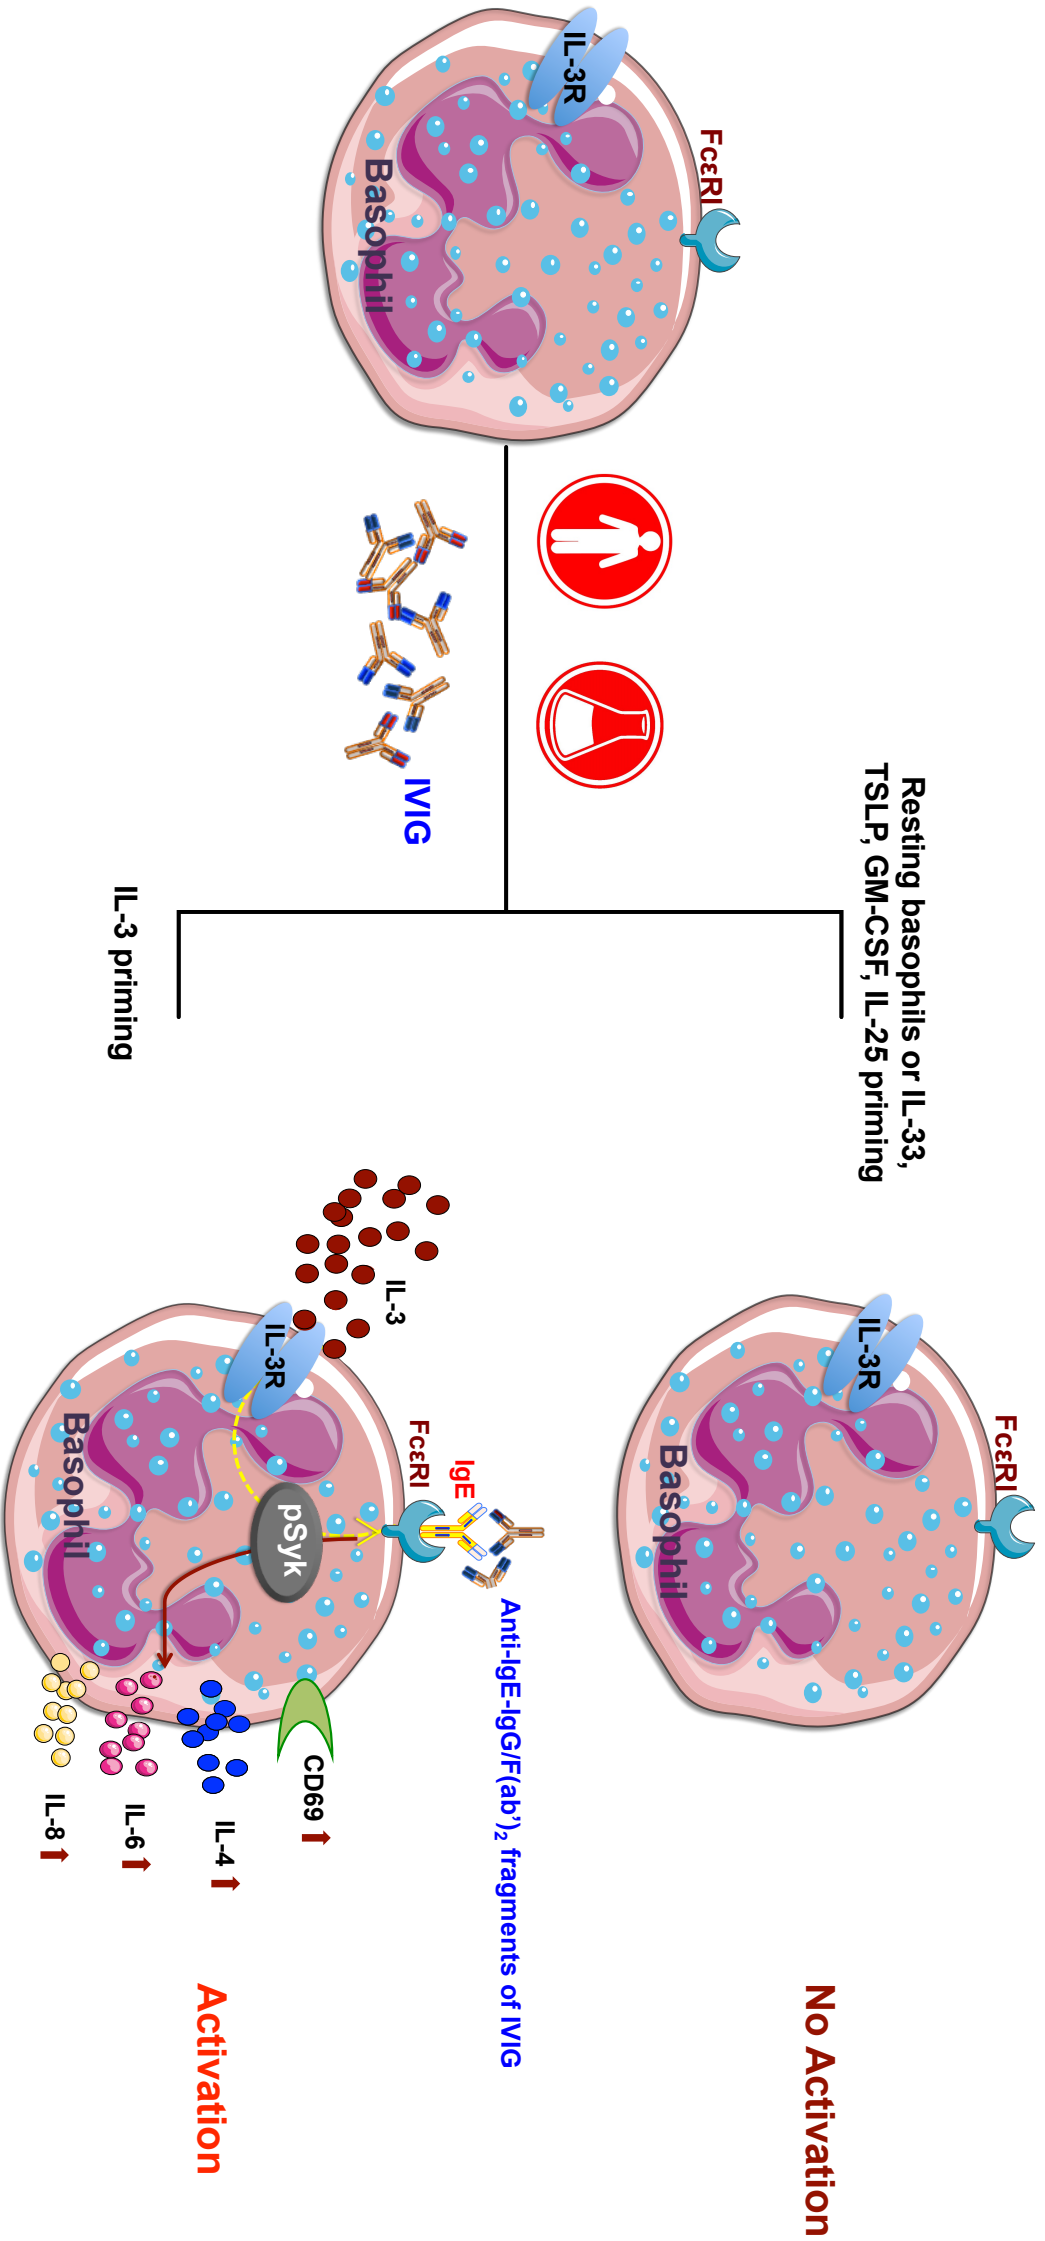 FcεRI
IL-3R
Basophil
IVIG
Resting basophils or IL-33,
TSLP, GM-CSF, IL-25 priming
IL-3 priming
FcεRI
IL-3R
Basophil
No Activation
IL-3
IL-3R
FcεRI
IgE
Anti-IgE-IgG/F(ab')₂ fragments of IVIG
pSyk
Basophil
CD69
IL-4
IL-6
IL-8
Activation